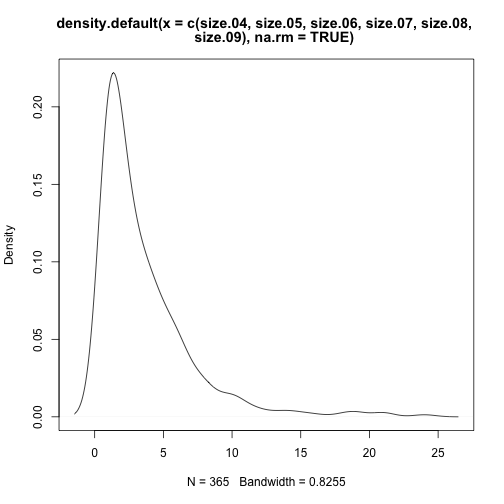 density.default(x = c(size.04, size.05, size.06, size.07, size.08,
size.09), na.rm = TRUE)
Density
0.20
0.15
0.10
0.05
0.00
0 5 10 15 20 25
N = 365 Bandwidth = 0.8255